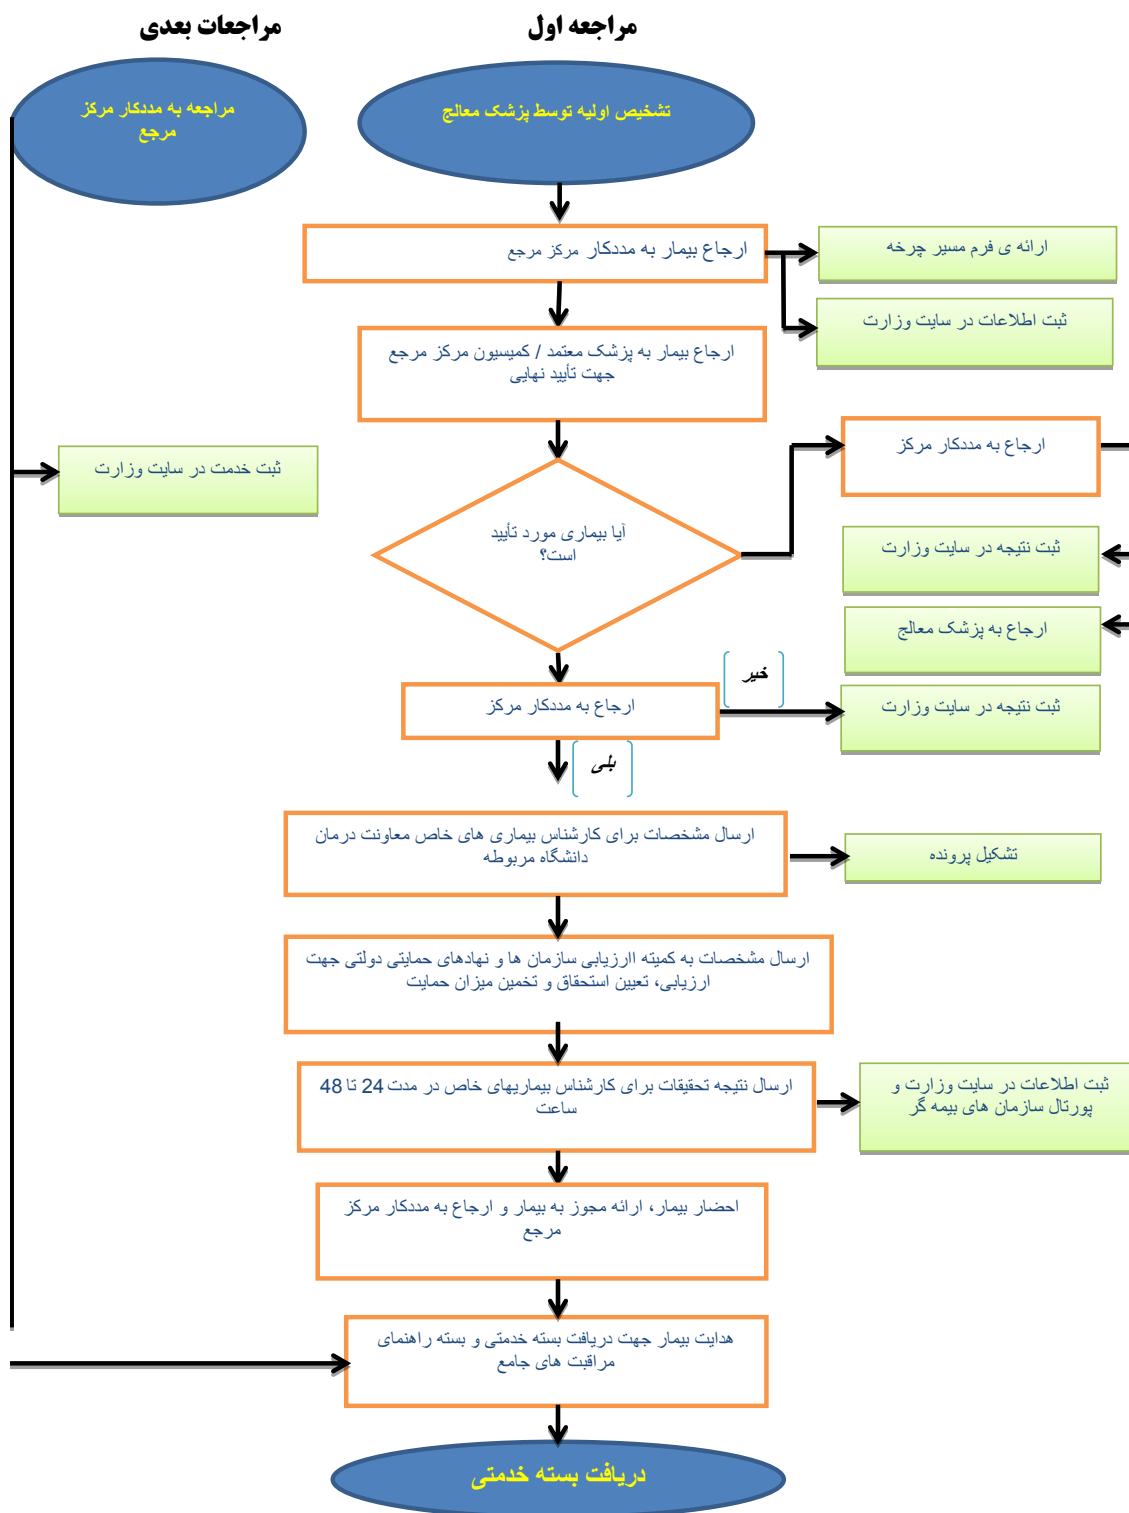 مراجعه اول
مراجعات بعدی
تشخیص اولیه توسط پزشک معالج
مراجعه به مددکار مرکز
مرجع
ارجاع بیمار به مددکار مرکز مرجع
ارائه ی فرم مسیر چرخه
ثبت اطلاعات در سایت وزارت
ارجاع بیمار به پزشک معتمد / کمیسیون مرکز مرجع
جهت تأیید نهایی
ارجاع به مددکار مرکز
ثبت خدمت در سایت وزارت
آیا بیماری مورد تأیید
است؟
ثبت نتیجه در سایت وزارت
ارجاع به پزشک معالج
خیر
ارجاع به مددکار مرکز
ثبت نتیجه در سایت وزارت
بلی
ارسال مشخصات برای کارشناس بیماری های خاص معاونت درمان
دانشگاه مربوطه
تشکیل پرونده
ارسال مشخصات به کمیته اارزیابی سازمان ها و نهادهای حمایتی دولتی جهت
ارزیابی، تعیین استحقاق و تخمین میزان حمایت
ارسال نتیجه تحقیقات برای کارشناس بیماریهای خاص در مدت 24 تا 48
ساعت
ثبت اطلاعات در سایت وزارت و
پورتال سازمان های بیمه گر
احضار بیمار، ارائه مجوز به بیمار و ارجاع به مددکار مرکز
مرجع
هدایت بیمار جهت دریافت بسته خدمتی و بسته راهنمای
مراقبت های جامع
دریافت بسته خدمتی